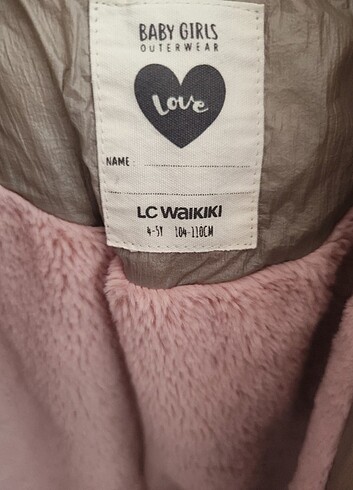 BABY GIRLS
OUTERWEAR
Love
NAME :
LC WAIKIKI
4-5Y 104-110CM